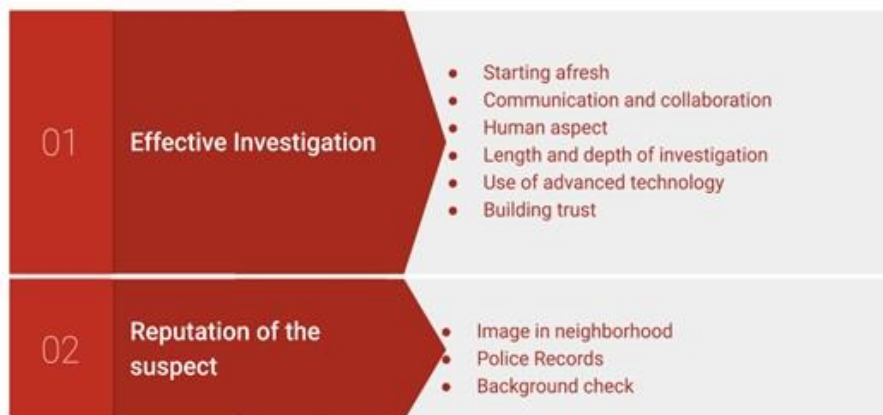 01
Effective Investigation
● Starting afresh
● Communication and collaboration
● Human aspect
● Length and depth of investigation
● Use of advanced technology
● Building trust
02
Reputation of the
suspect
● Image in neighborhood
● Police Records
● Background check